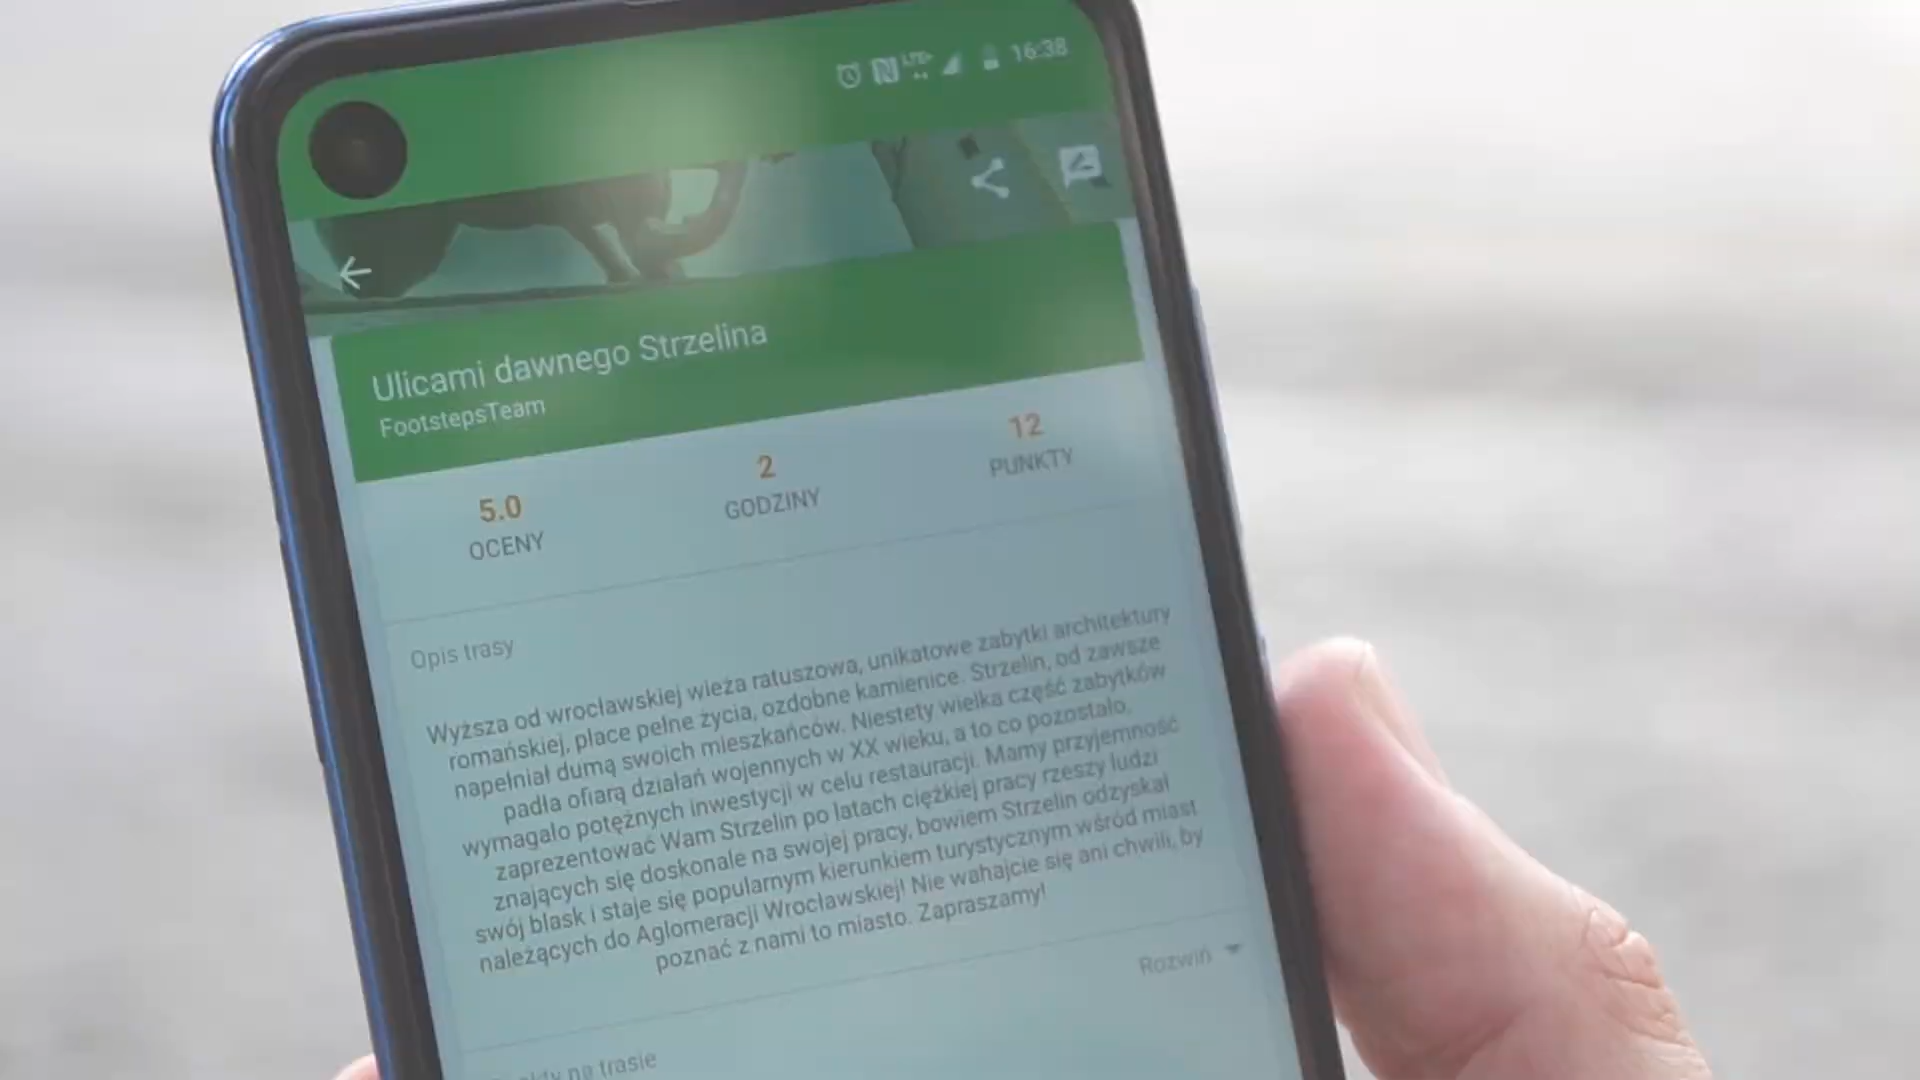 LTE+ 16:38
Ulicami dawnego Strzelina
FootstepsTeam
5.0 2 12
OCENY GODZINY PUNKTY
Opis trasy
Wyższa od wrocławskiej wieża ratuszowa, unikatowe zabytki architektury
romańskiej, place pełne życia, ozdobne kamienice. Strzelin, od zawsze
napełniał dumą swoich mieszkańców. Niestety wielka część zabytków
padła ofiarą działań wojennych w XX wieku, a to co pozostało,
wymagało potężnych inwestycji w celu restauracji. Mamy przyjemność
zaprezentować Wam Strzelin po latach ciężkiej pracy rzeszy ludzi
znających się doskonale na swojej pracy, bowiem Strzelin odzyskał
swój blask i staje się popularnym kierunkiem turystycznym wśród miast
należących do Aglomeracji Wrocławskiej! Nie wahajcie się ani chwili, by
poznać z nami to miasto. Zapraszamy!
Rozwiń
na trasie